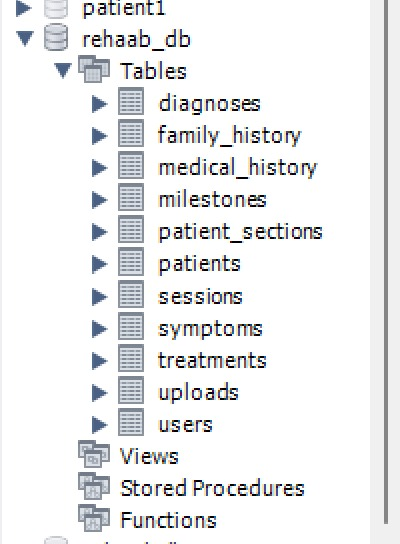 patient1
rehaab_db
Tables
diagnoses
family_history
medical_history
milestones
patient_sections
patients
sessions
symptoms
treatments
uploads
users
Views
Stored Procedures
Functions